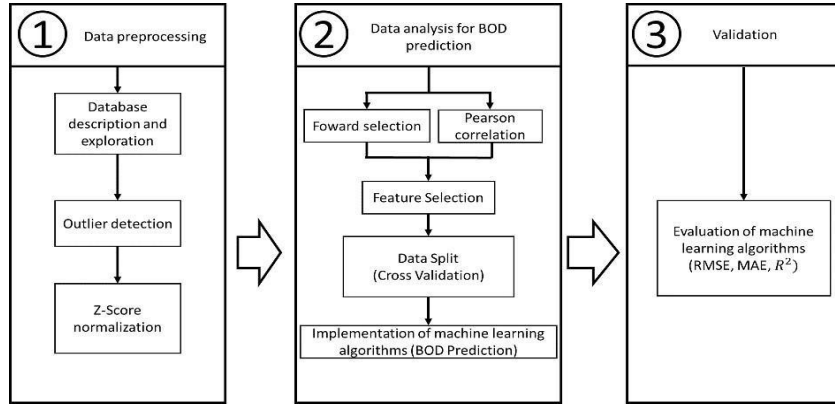 1
Data preprocessing
Database
description and
exploration
Outlier detection
Z-Score
normalization
2
Data analysis for BOD
prediction
Foward selection
Pearson
correlation
Feature Selection
Data Split
(Cross Validation)
Implementation of machine learning
algorithms (BOD Prediction)
3
Validation
Evaluation of machine
learning algorithms
(RMSE, MAE, R²)